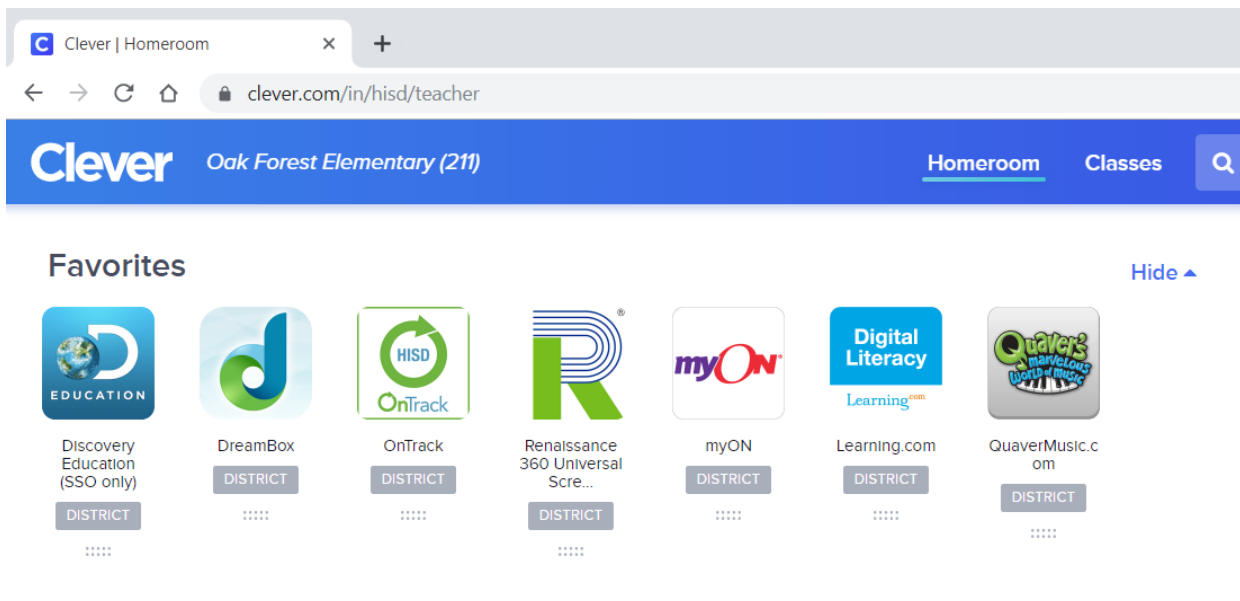 Clever | Homeroom
clever.com/in/hisd/teacher
Clever Oak Forest Elementary (211) Homeroom Classes
Favorites
Hide
EDUCATION
HISD
OnTrack
R
®
myON
Digital
Literacy
Learning.com
QUAVER'S
MARVELOUS
WORLD of MUSIC
Discovery
Education
(SSO only)
DISTRICT
DreamBox
DISTRICT
OnTrack
DISTRICT
Renaissance
360 Universal
Scre...
DISTRICT
myON
DISTRICT
Learning.com
DISTRICT
QuaverMusic.c
om
DISTRICT